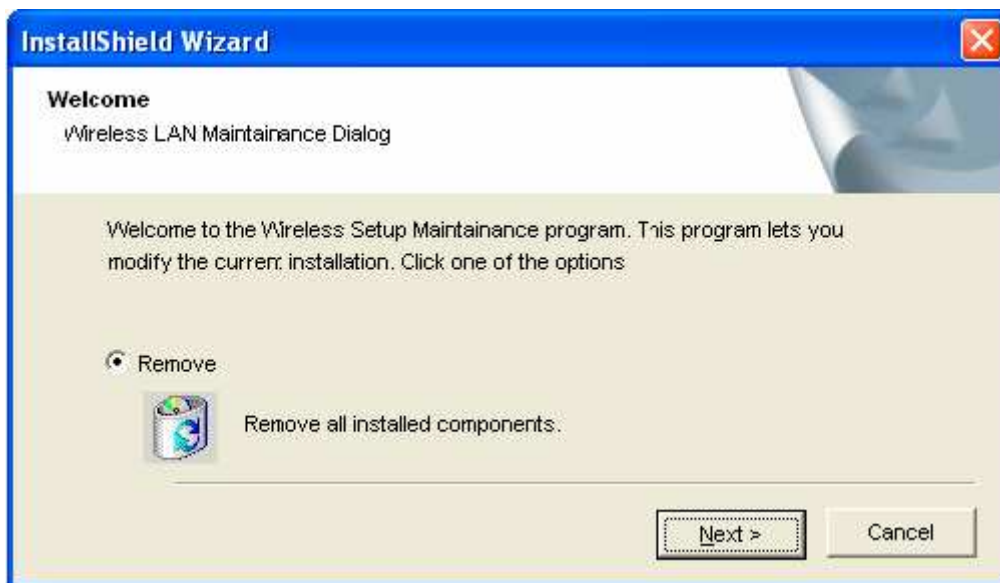 InstallShield Wizard
Welcome
Wireless LAN Maintainance Dialog
Welcome to the Wireless Setup Maintainance program. This program lets you
modify the current installation. Click one of the options
Remove
Remove all installed components.
Next >
Cancel